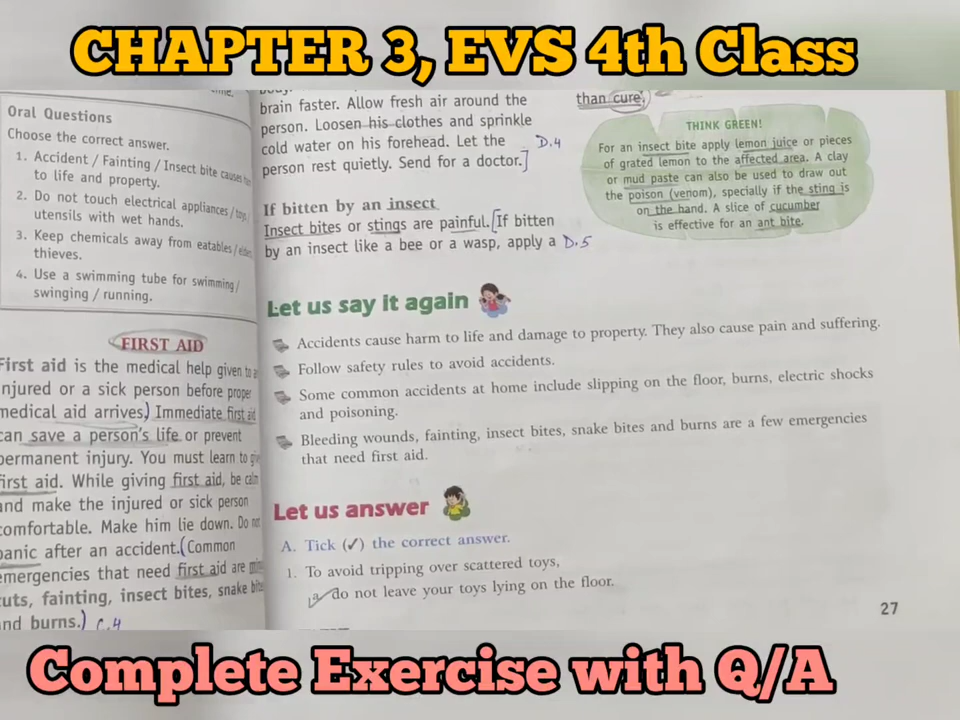 CHAPTER 3, EVS 4th Class
Oral Questions
Choose the correct answer.
1. Accident / Fainting / Insect bite causes
to life and property.
2. Do not touch electrical appliances / toys /
utensils with wet hands.
3. Keep chemicals away from eatables /
thieves.
4. Use a swimming tube for swimming /
swinging / running.
FIRST AID
First aid is the medical help given to
injured or a sick person before proper
medical aid arrives.) Immediate first aid
can save a person's life or prevent
permanent injury. You must learn to
first aid. While giving first aid, be calm
and make the injured or sick person
comfortable. Make him lie down. Do not
panic after an accident. (Common
emergencies that need first aid are
cuts, fainting, insect bites, snake
and burns.) C.4
brain faster. Allow fresh air around the
person. Loosen his clothes and sprinkle
cold water on his forehead. Let the
person rest quietly. Send for a doctor.] D.4
If bitten by an insect
Insect bites or stings are painful. [If bitten
by an insect like a bee or a wasp, apply a D.5
than cure.
THINK GREEN!
For an insect bite apply lemon juice or pieces
of grated lemon to the affected area. A clay
or mud paste can also be used to draw out
the poison (venom), specially if the sting is
on the hand. A slice of cucumber
is effective for an ant bite.
Let us say it again
Accidents cause harm to life and damage to property. They also cause pain and suffering.
Follow safety rules to avoid accidents.
Some common accidents at home include slipping on the floor, burns, electric shocks
and poisoning.
Bleeding wounds, fainting, insect bites, snake bites and burns are a few emergencies
that need first aid.
Let us answer
A. Tick (✓) the correct answer.
1. To avoid tripping over scattered toys,
a. do not leave your toys lying on the floor.
27
Complete Exercise with Q/A